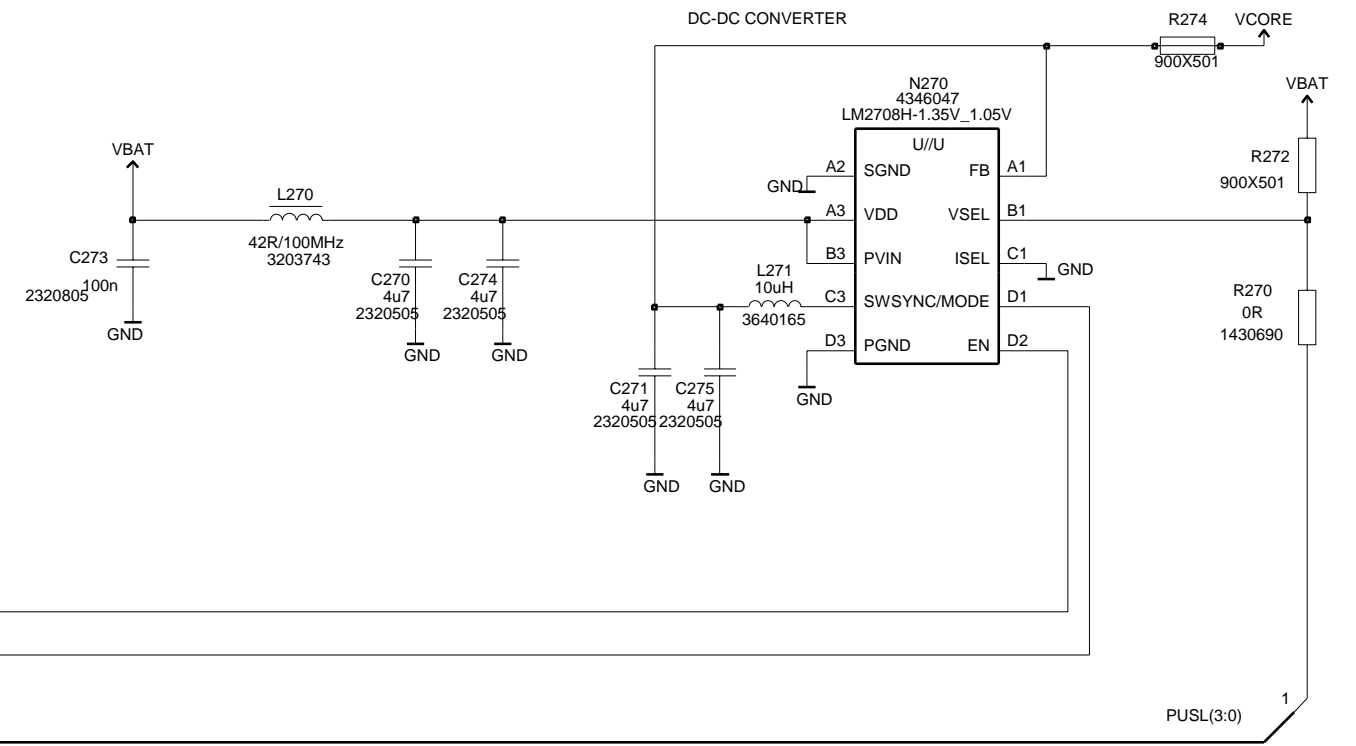 DC-DC CONVERTER
R274
VCORE
900X501
VBAT
N270
4346047
LM2708H-1.35V_1.05V
U//U
VBAT
R272
900X501
A2
SGND
FB
A1
GND
L270
A3
VDD
VSEL
B1
42R/100MHz
3203743
C273
100n
2320805
GND
C270
4u7
2320505
GND
C274
4u7
2320505
GND
B3
PVIN
ISEL
C1
GND
L271
10uH
3640165
C3
SWSYNC/MODE
D1
R270
0R
1430690
D3
PGND
EN
D2
GND
C271
4u7
2320505
GND
C275
4u7
2320505
GND
1
PUSL(3:0)